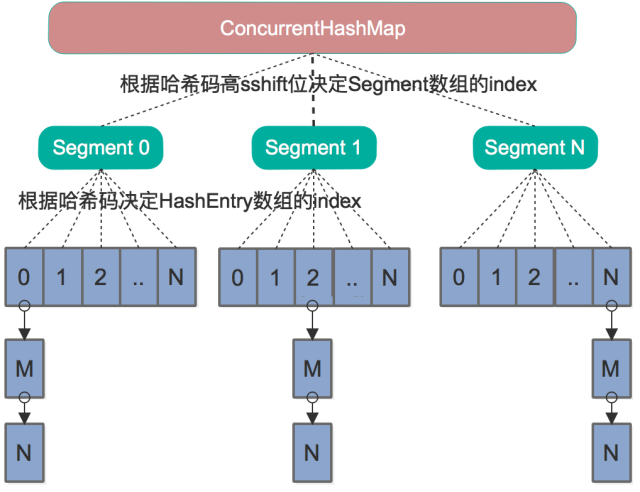 ConcurrentHashMap
根据哈希码高sshift位决定Segment数组的index
Segment 0 Segment 1 Segment N
根据哈希码决定HashEntry数组的index
0 1 2 .. N 0 1 2 .. N 0 1 2 .. N
M M M
N N N